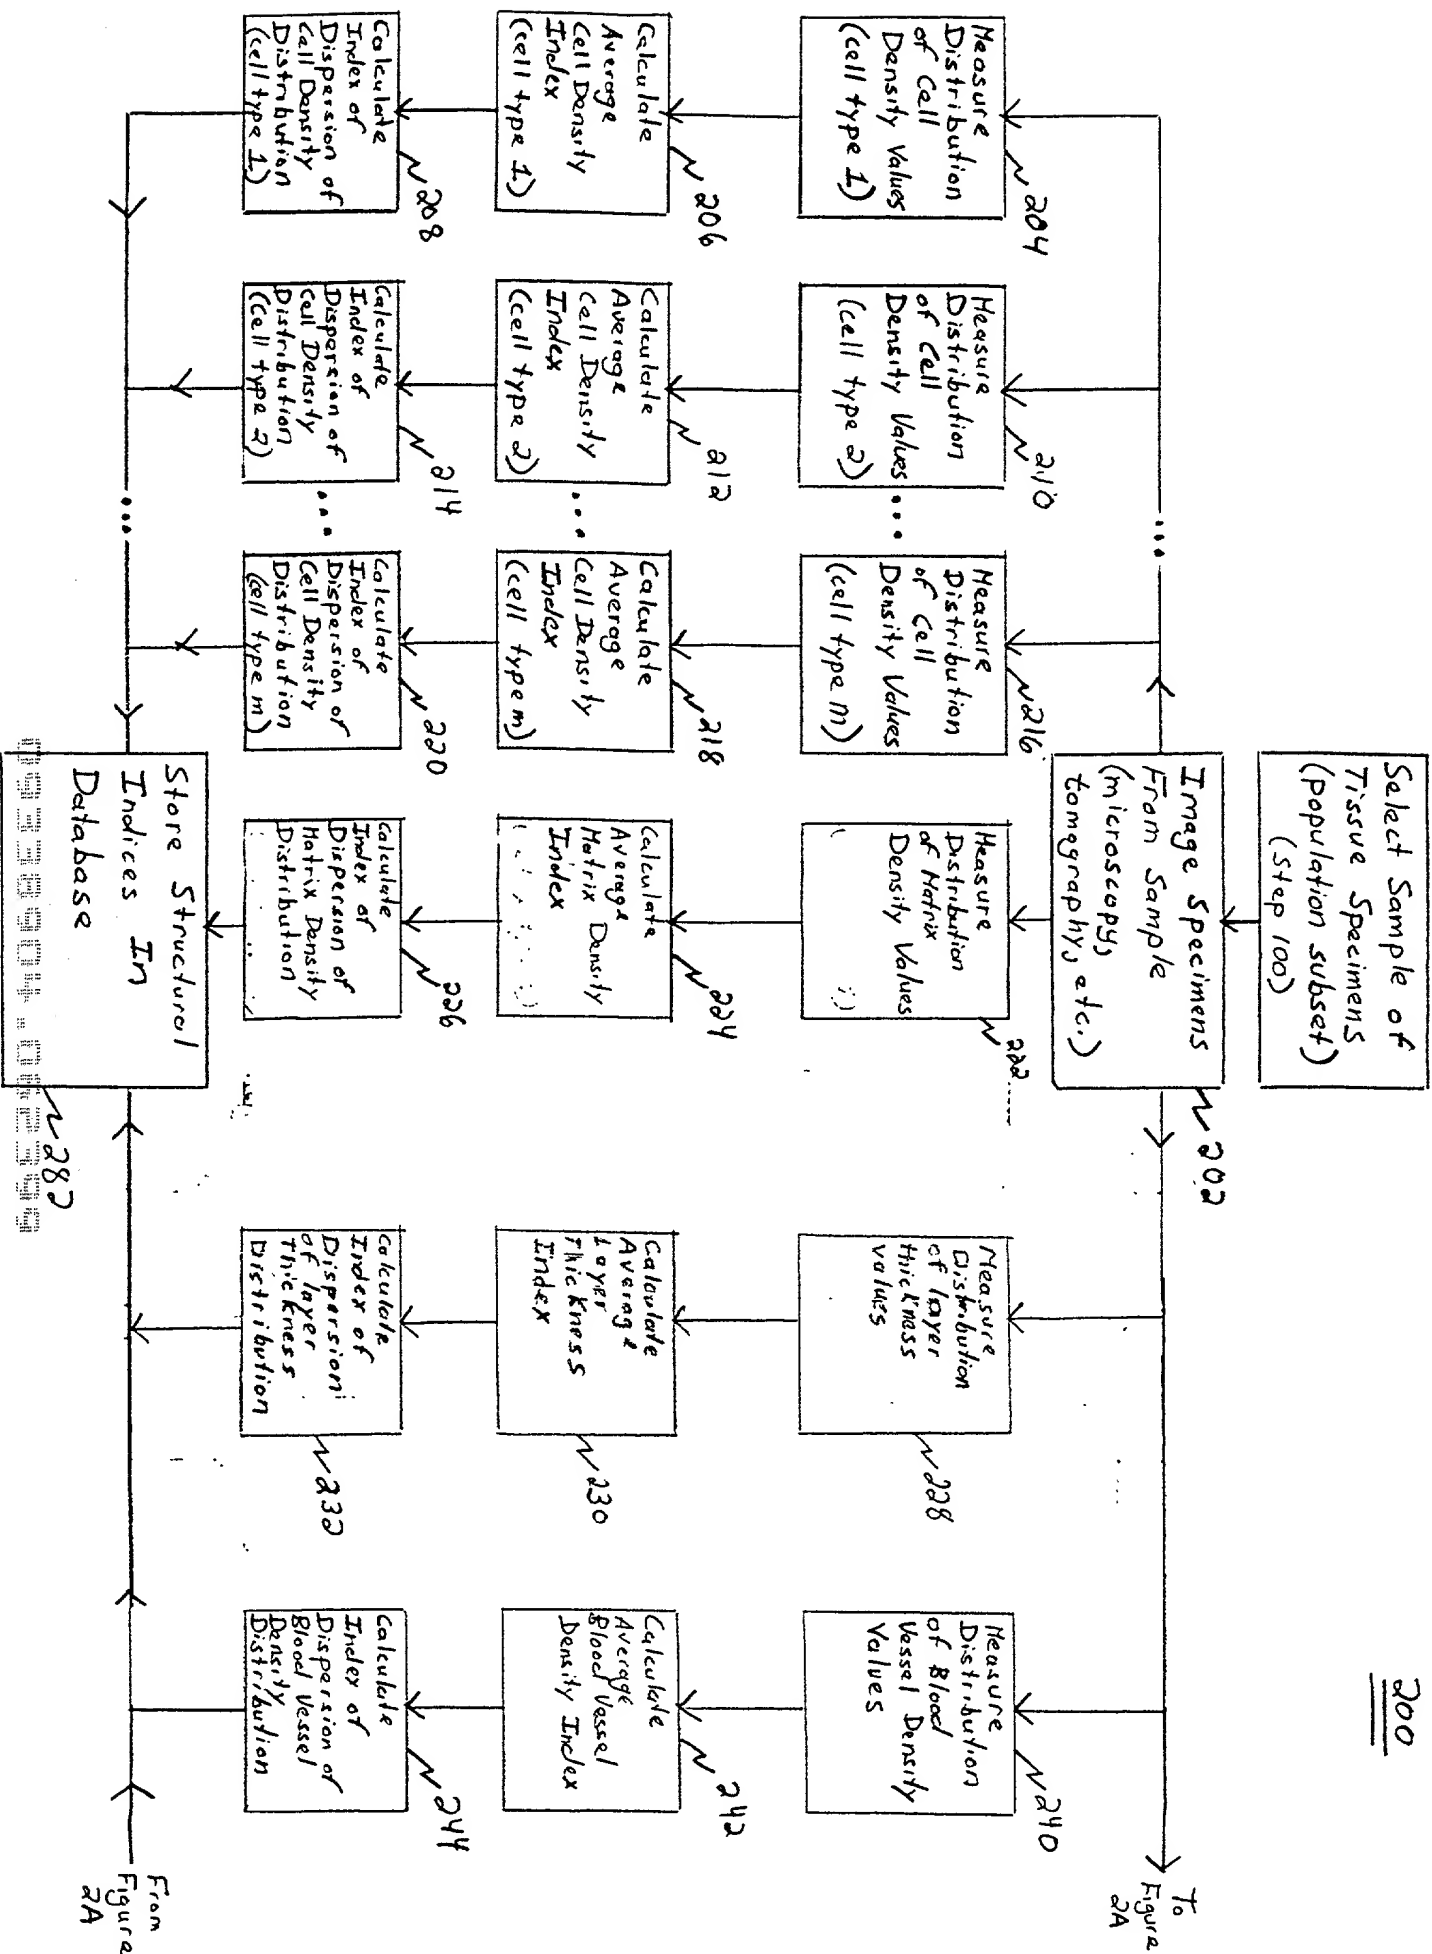 200
Select Sample of
Tissue Specimens
(population subset)
(step 100)
Image Specimens
From Sample
(microscopy,
tomography, etc.)
202
Measure
Distribution
of Cell
Density Values
(cell type 1)
204
Measure
Distribution
of Cell
Density Values
(cell type 2)
210
...
Measure
Distribution
of Cell
Density Values
(cell type m)
216
Measure
Distribution
of Matrix
Density Values
222
Measure
Distribution
of layer
thickness
values
228
Measure
Distribution
of Blood
Vessel Density
Values
240
To
Figure
2A
Calculate
Average
Cell Density
Index
(cell type 1)
206
Calculate
Average
Cell Density
Index
(cell type 2)
212
...
Calculate
Average
Cell Density
Index
(cell type m)
218
Calculate
Average
Matrix Density
Index
224
Calculate
Average
Layer
Thickness
Index
230
Calculate
Average
Blood Vessel
Density Index
242
Calculate
Index of
Dispersion of
Cell Density
Distribution
(cell type 1)
208
Calculate
Index of
Dispersion of
Cell Density
Distribution
(Cell type 2)
214
...
Calculate
Index of
Dispersion of
Cell Density
Distribution
(cell type m)
220
Calculate
Index of
Dispersion of
Matrix Density
Distribution
226
Calculate
Index of
Dispersion
of layer
Thickness
Distribution
232
Calculate
Index of
Dispersion of
Blood Vessel
Density
Distribution
244
...
Store Structural
Indices In
Database
282
From
Figure
2A